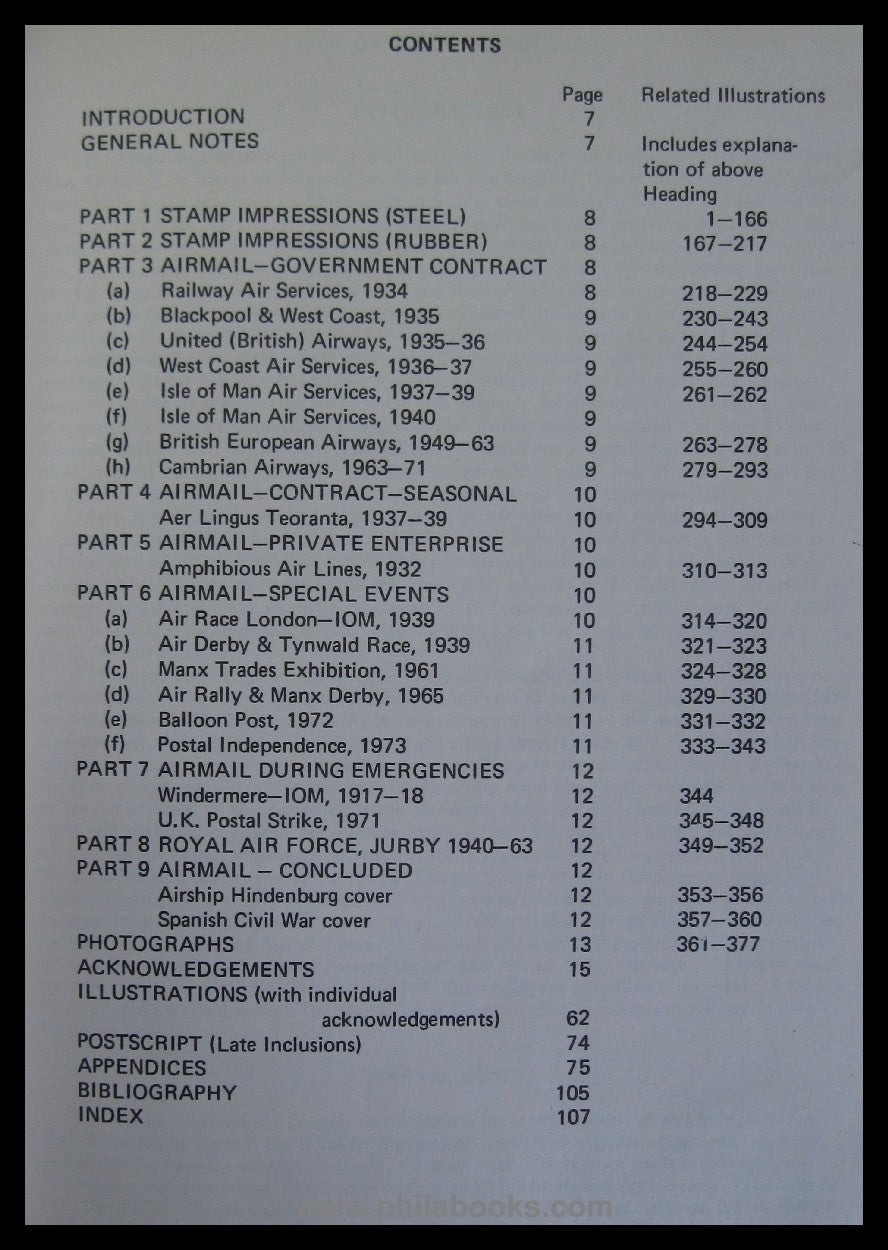 CONTENTS
Page Related Illustrations
INTRODUCTION 7
GENERAL NOTES 7 Includes explana-
tion of above
Heading
PART 1 STAMP IMPRESSIONS (STEEL) 8 1—166
PART 2 STAMP IMPRESSIONS (RUBBER) 8 167—217
PART 3 AIRMAIL—GOVERNMENT CONTRACT 8
(a) Railway Air Services, 1934 8 218—229
(b) Blackpool & West Coast, 1935 9 230—243
(c) United (British) Airways, 1935—36 9 244—254
(d) West Coast Air Services, 1936—37 9 255—260
(e) Isle of Man Air Services, 1937—39 9 261—262
(f) Isle of Man Air Services, 1940 9
(g) British European Airways, 1949—63 9 263—278
(h) Cambrian Airways, 1963—71 9 279—293
PART 4 AIRMAIL—CONTRACT—SEASONAL 10
Aer Lingus Teoranta, 1937—39 10 294—309
PART 5 AIRMAIL—PRIVATE ENTERPRISE 10
Amphibious Air Lines, 1932 10 310—313
PART 6 AIRMAIL—SPECIAL EVENTS 10
(a) Air Race London—IOM, 1939 10 314—320
(b) Air Derby & Tynwald Race, 1939 11 321—323
(c) Manx Trades Exhibition, 1961 11 324—328
(d) Air Rally & Manx Derby, 1965 11 329—330
(e) Balloon Post, 1972 11 331—332
(f) Postal Independence, 1973 11 333—343
PART 7 AIRMAIL DURING EMERGENCIES 12
Windermere—IOM, 1917—18 12 344
U.K. Postal Strike, 1971 12 345—348
PART 8 ROYAL AIR FORCE, JURBY 1940—63 12 349—352
PART 9 AIRMAIL — CONCLUDED 12
Airship Hindenburg cover 12 353—356
Spanish Civil War cover 12 357—360
PHOTOGRAPHS 13 361—377
ACKNOWLEDGEMENTS 15
ILLUSTRATIONS (with individual
acknowledgements) 62
POSTSCRIPT (Late Inclusions) 74
APPENDICES 75
BIBLIOGRAPHY 105
INDEX 107
www.philabooks.com